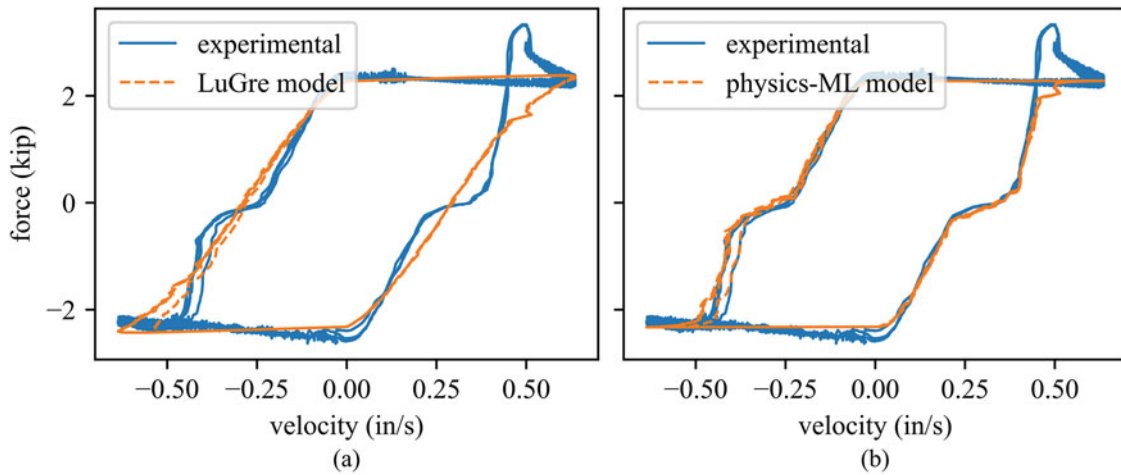 experimental
LuGre model
experimental
physics-ML model
force (kip)
2
0
−2
−0.50 −0.25 0.00 0.25 0.50
−0.50 −0.25 0.00 0.25 0.50
velocity (in/s)
velocity (in/s)
(a)
(b)